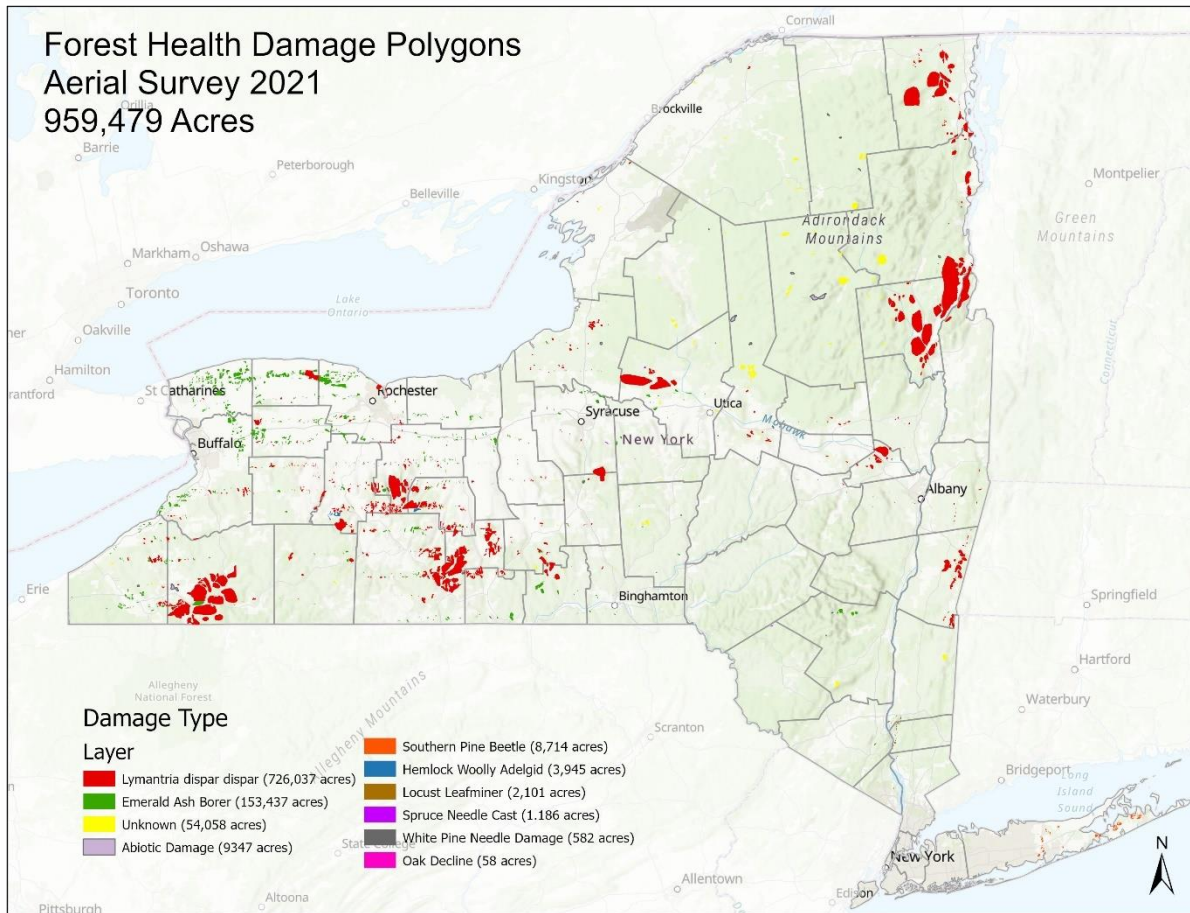 Forest Health Damage Polygons
Aerial Survey 2021
959,479 Acres
Cornwall
Orillia
Barrie
Brockville
Peterborough
Kingston
Belleville
Montpelier
Green
Mountains
Adirondack
Mountains
Markham
Oshawa
Toronto
Lake
Ontario
Oakville
Hamilton
St Catharines
Rochester
Connecticut
Syracuse
Utica
Mohawk
New York
Buffalo
Albany
Erie
Binghamton
Springfield
Hartford
Allegheny
National Forest
Allegheny Mountains
Waterbury
Scranton
Bridgeport
Long
Island
Sound
New York
Edison
Allentown
State College
Altoona
Pittsburgh
N
Damage Type
Layer
Lymantria dispar dispar (726,037 acres)
Emerald Ash Borer (153,437 acres)
Unknown (54,058 acres)
Abiotic Damage (9347 acres)
Southern Pine Beetle (8,714 acres)
Hemlock Woolly Adelgid (3,945 acres)
Locust Leafminer (2,101 acres)
Spruce Needle Cast (1.186 acres)
White Pine Needle Damage (582 acres)
Oak Decline (58 acres)